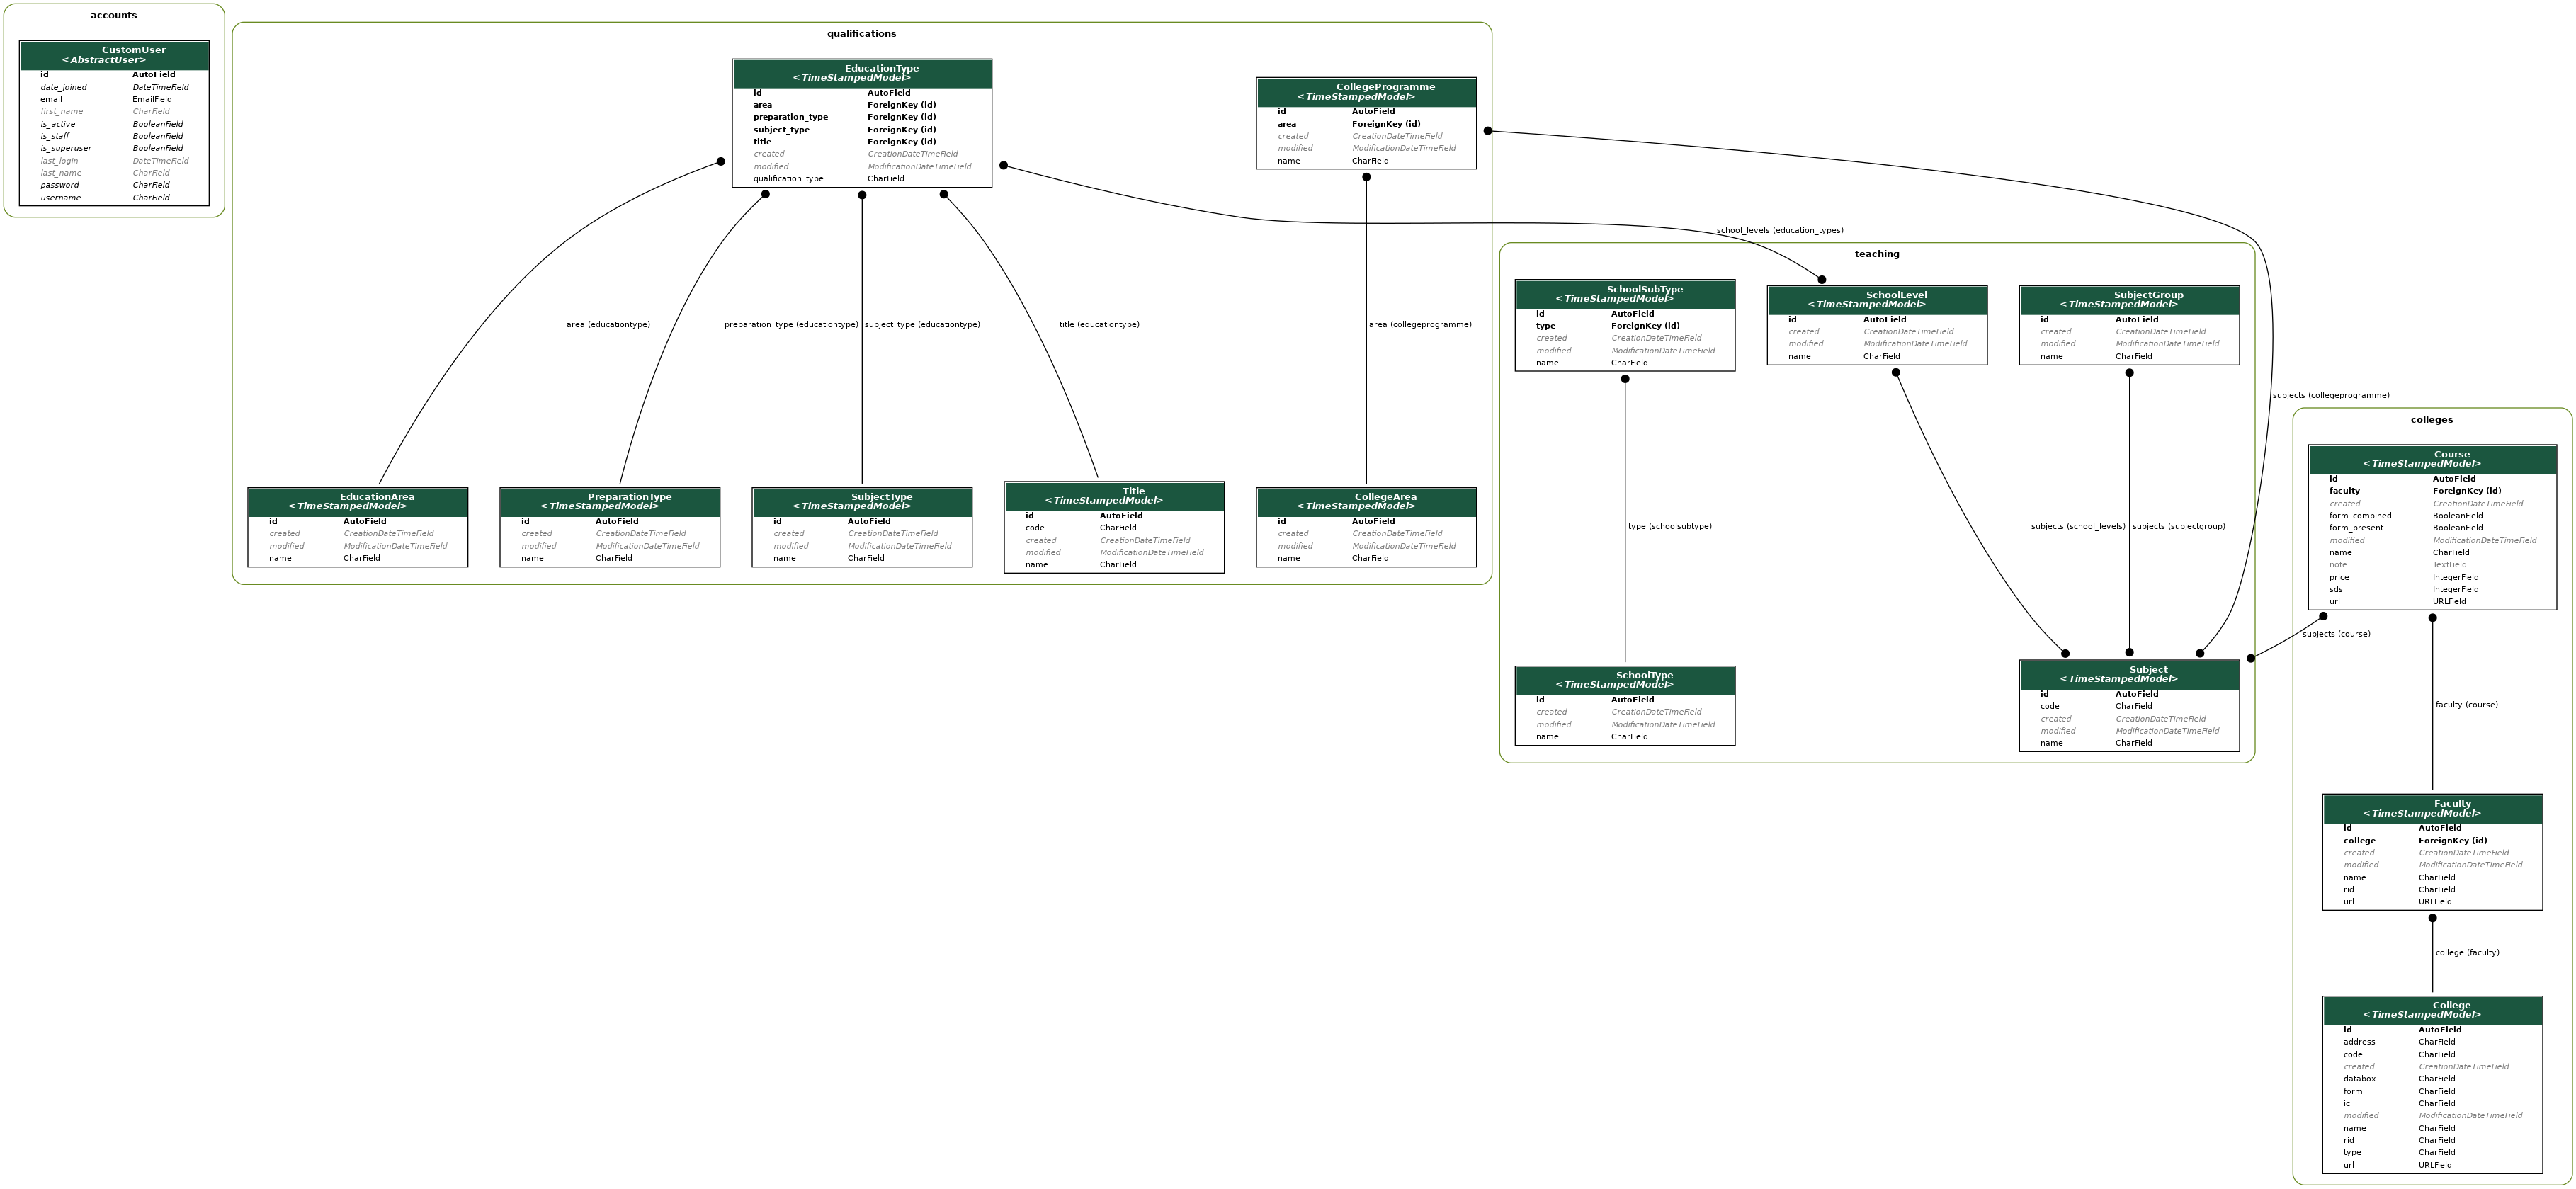 accounts
CustomUser
<AbstractUser>
id AutoField
date_joined DateTimeField
email EmailField
first_name CharField
is_active BooleanField
is_staff BooleanField
is_superuser BooleanField
last_login DateTimeField
last_name CharField
password CharField
username CharField
qualifications
EducationType
<TimeStampedModel>
id AutoField
area ForeignKey (id)
preparation_type ForeignKey (id)
subject_type ForeignKey (id)
title ForeignKey (id)
created CreationDateTimeField
modified ModificationDateTimeField
qualification_type CharField
CollegeProgramme
<TimeStampedModel>
id AutoField
area ForeignKey (id)
created CreationDateTimeField
modified ModificationDateTimeField
name CharField
area (educationtype)
preparation_type (educationtype)
subject_type (educationtype)
title (educationtype)
area (collegeprogramme)
EducationArea
<TimeStampedModel>
id AutoField
created CreationDateTimeField
modified ModificationDateTimeField
name CharField
PreparationType
<TimeStampedModel>
id AutoField
created CreationDateTimeField
modified ModificationDateTimeField
name CharField
SubjectType
<TimeStampedModel>
id AutoField
created CreationDateTimeField
modified ModificationDateTimeField
name CharField
Title
<TimeStampedModel>
id AutoField
code CharField
created CreationDateTimeField
modified ModificationDateTimeField
name CharField
CollegeArea
<TimeStampedModel>
id AutoField
created CreationDateTimeField
modified ModificationDateTimeField
name CharField
school_levels (education_types)
teaching
SchoolSubType
<TimeStampedModel>
id AutoField
type ForeignKey (id)
created CreationDateTimeField
modified ModificationDateTimeField
name CharField
SchoolLevel
<TimeStampedModel>
id AutoField
created CreationDateTimeField
modified ModificationDateTimeField
name CharField
SubjectGroup
<TimeStampedModel>
id AutoField
created CreationDateTimeField
modified ModificationDateTimeField
name CharField
type (schoolsubtype)
subjects (school_levels)
subjects (subjectgroup)
SchoolType
<TimeStampedModel>
id AutoField
created CreationDateTimeField
modified ModificationDateTimeField
name CharField
Subject
<TimeStampedModel>
id AutoField
code CharField
created CreationDateTimeField
modified ModificationDateTimeField
name CharField
subjects (collegeprogramme)
colleges
Course
<TimeStampedModel>
id AutoField
faculty ForeignKey (id)
created CreationDateTimeField
form_combined BooleanField
form_present BooleanField
modified ModificationDateTimeField
name CharField
note TextField
price IntegerField
sds IntegerField
url URLField
subjects (course)
faculty (course)
Faculty
<TimeStampedModel>
id AutoField
college ForeignKey (id)
created CreationDateTimeField
modified ModificationDateTimeField
name CharField
rid CharField
url URLField
college (faculty)
College
<TimeStampedModel>
id AutoField
address CharField
code CharField
created CreationDateTimeField
databox CharField
form CharField
ic CharField
modified ModificationDateTimeField
name CharField
rid CharField
type CharField
url URLField